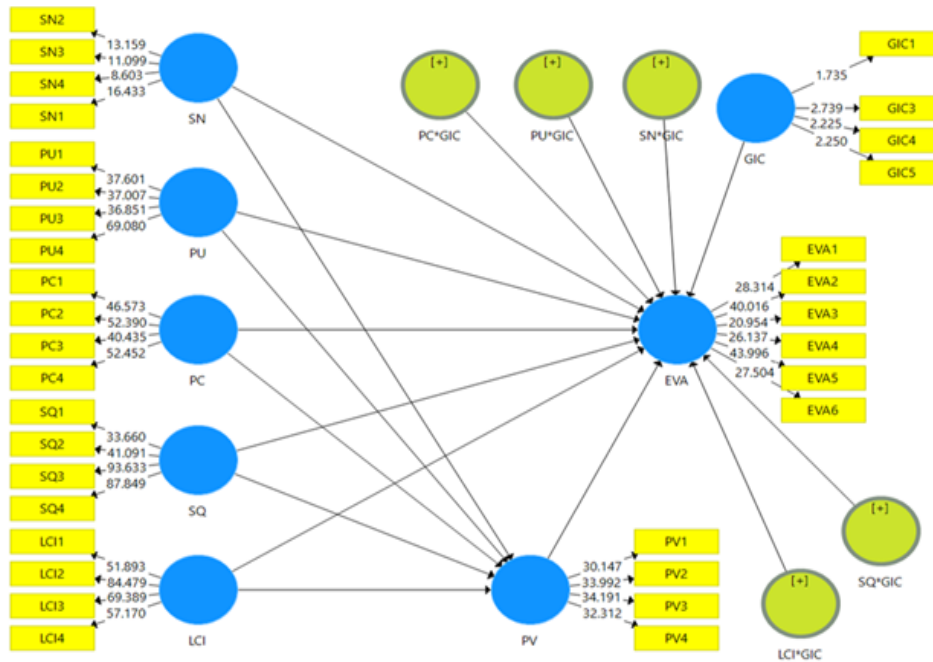 SN2
SN3
SN4
SN1
13.159
11.099
8.603
16.433
SN
PU1
PU2
PU3
PU4
37.601
37.007
36.851
69.080
PU
PC1
PC2
PC3
PC4
46.573
52.390
40.435
52.452
PC
SQ1
SQ2
SQ3
SQ4
33.660
41.091
93.633
87.849
SQ
LCI1
LCI2
LCI3
LCI4
51.893
84.479
69.389
57.170
LCI
[+]
PC*GIC
[+]
PU*GIC
[+]
SN*GIC
GIC
1.735
2.739
2.225
2.250
GIC1
GIC3
GIC4
GIC5
EVA
28.314
40.016
20.954
26.137
43.996
27.504
EVA1
EVA2
EVA3
EVA4
EVA5
EVA6
PV
30.147
33.992
34.191
32.312
PV1
PV2
PV3
PV4
[+]
SQ*GIC
[+]
LCI*GIC